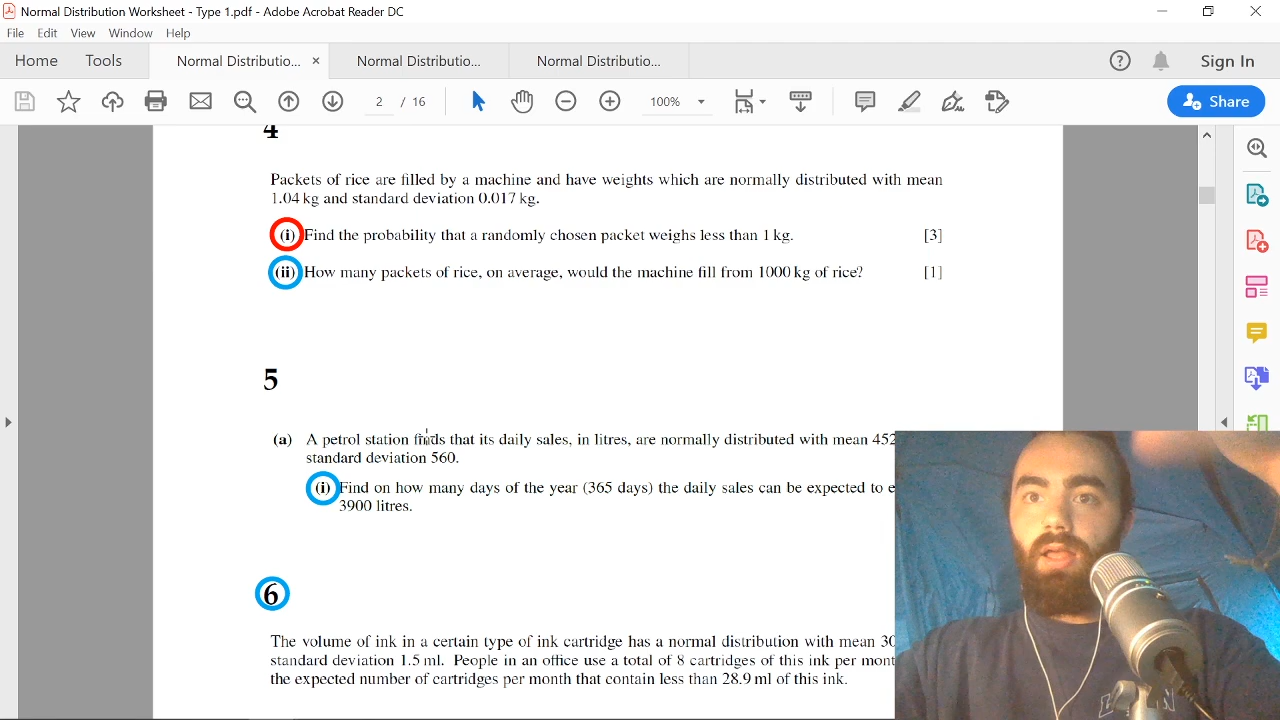 Normal Distribution Worksheet - Type 1.pdf - Adobe Acrobat Reader DC
File Edit View Window Help
Home Tools Normal Distributio... × Normal Distributio... Normal Distributio... Sign In
2 / 16 100% Share
4
Packets of rice are filled by a machine and have weights which are normally distributed with mean
1.04 kg and standard deviation 0.017 kg.
(i) Find the probability that a randomly chosen packet weighs less than 1 kg. [3]
(ii) How many packets of rice, on average, would the machine fill from 1000 kg of rice? [1]
5
(a) A petrol station finds that its daily sales, in litres, are normally distributed with mean 452
standard deviation 560.
(i) Find on how many days of the year (365 days) the daily sales can be expected to e
3900 litres.
6
The volume of ink in a certain type of ink cartridge has a normal distribution with mean 30
standard deviation 1.5 ml. People in an office use a total of 8 cartridges of this ink per mont
the expected number of cartridges per month that contain less than 28.9 ml of this ink.